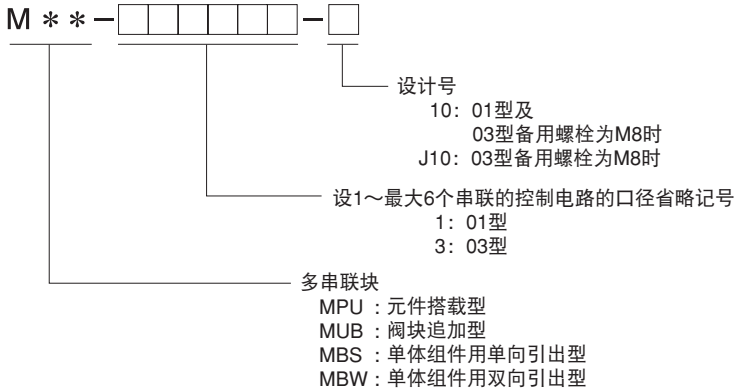 M＊＊−□□□□□□−□
设计号
10：01型及
03型备用螺栓为M8时
J10：03型备用螺栓为M8时
设1～最大6个串联的控制电路的口径省略记号
1：01型
3：03型
多串联块
MPU：元件搭载型
MUB：阀块追加型
MBS：单体组件用单向引出型
MBW：单体组件用双向引出型